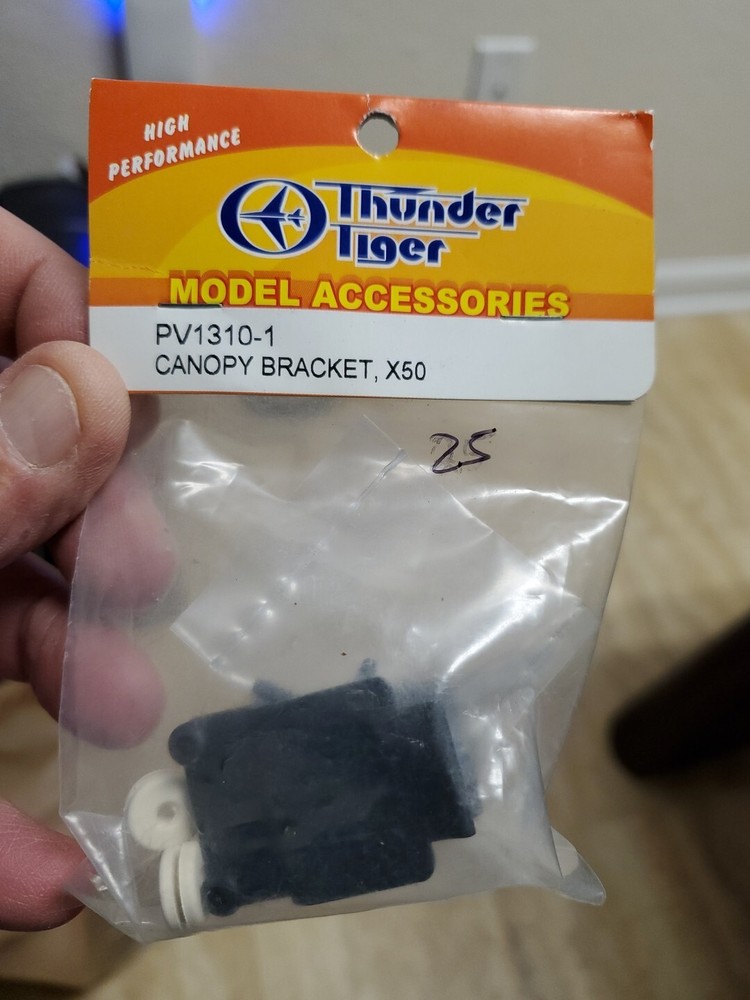 HIGH
PERFORMANCE
Thunder
Tiger
MODEL ACCESSORIES
PV1310-1
CANOPY BRACKET, X50
25